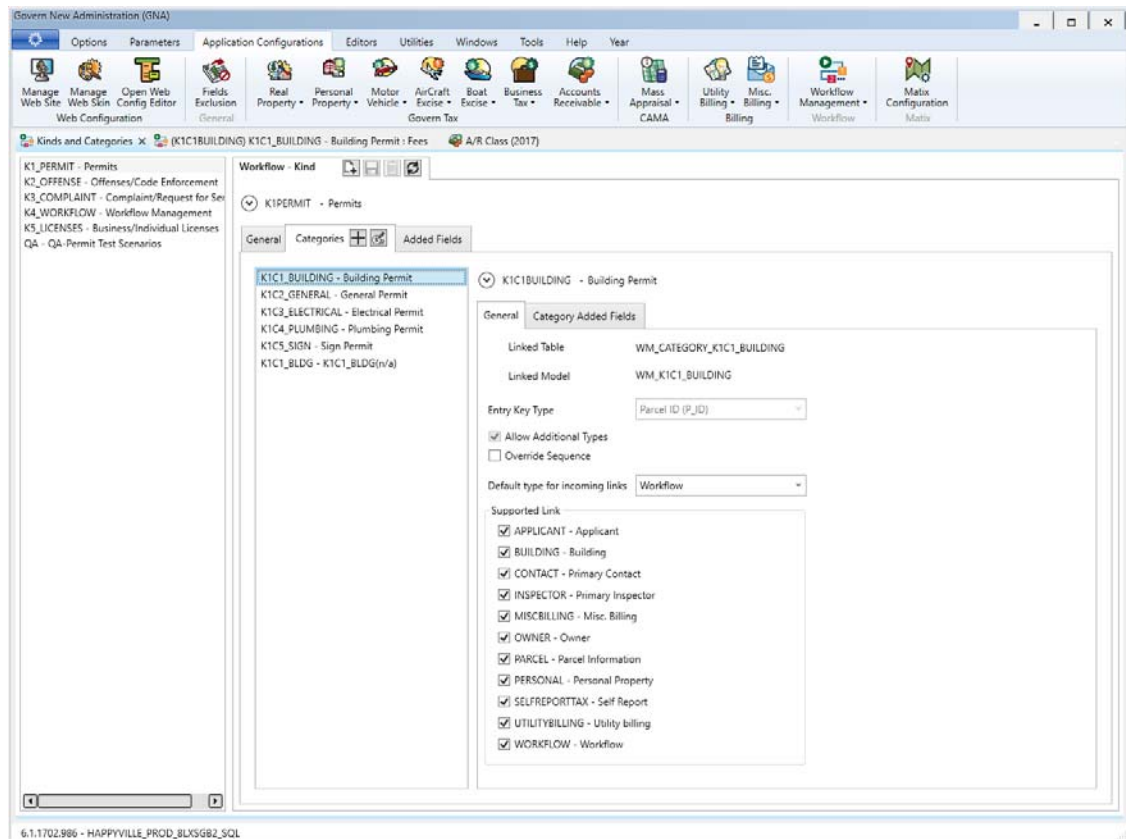 Govern New Administration (GNA)
Options Parameters Application Configurations Editors Utilities Windows Tools Help Year
Manage Web Site
Manage Web Skin
Open Web Config Editor
Fields Exclusion
Real Property
Personal Property
Motor Vehicle
AirCraft Excise
Boat Excise
Business Tax
Accounts Receivable
Mass Appraisal
Utility Billing
Misc. Billing
Workflow Management
Matix Configuration
Web Configuration General Govern Tax CAMA Billing Workflow Matix
Kinds and Categories X (K1C1BUILDING) K1C1_BUILDING - Building Permit : Fees A/R Class (2017)
K1_PERMIT - Permits
K2_OFFENSE - Offenses/Code Enforcement
K3_COMPLAINT - Complaint/Request for Ser
K4_WORKFLOW - Workflow Management
K5_LICENSES - Business/Individual Licenses
QA - QA-Permit Test Scenarios
Workflow - Kind
K1PERMIT - Permits
General Categories Added Fields
K1C1_BUILDING - Building Permit
K1C2_GENERAL - General Permit
K1C3_ELECTRICAL - Electrical Permit
K1C4_PLUMBING - Plumbing Permit
K1C5_SIGN - Sign Permit
K1C1_BLDG - K1C1_BLDG(n/a)
K1C1BUILDING - Building Permit
General Category Added Fields
Linked Table WM_CATEGORY_K1C1_BUILDING
Linked Model WM_K1C1_BUILDING
Entry Key Type Parcel ID (P_ID)
Allow Additional Types
Override Sequence
Default type for incoming links Workflow
Supported Link
APPLICANT - Applicant
BUILDING - Building
CONTACT - Primary Contact
INSPECTOR - Primary Inspector
MISCBILLING - Misc. Billing
OWNER - Owner
PARCEL - Parcel Information
PERSONAL - Personal Property
SELFREPORTTAX - Self Report
UTILITYBILLING - Utility billing
WORKFLOW - Workflow
6.1.1702.986 - HAPPYVILLE_PROD_8LXSGB2_SQL